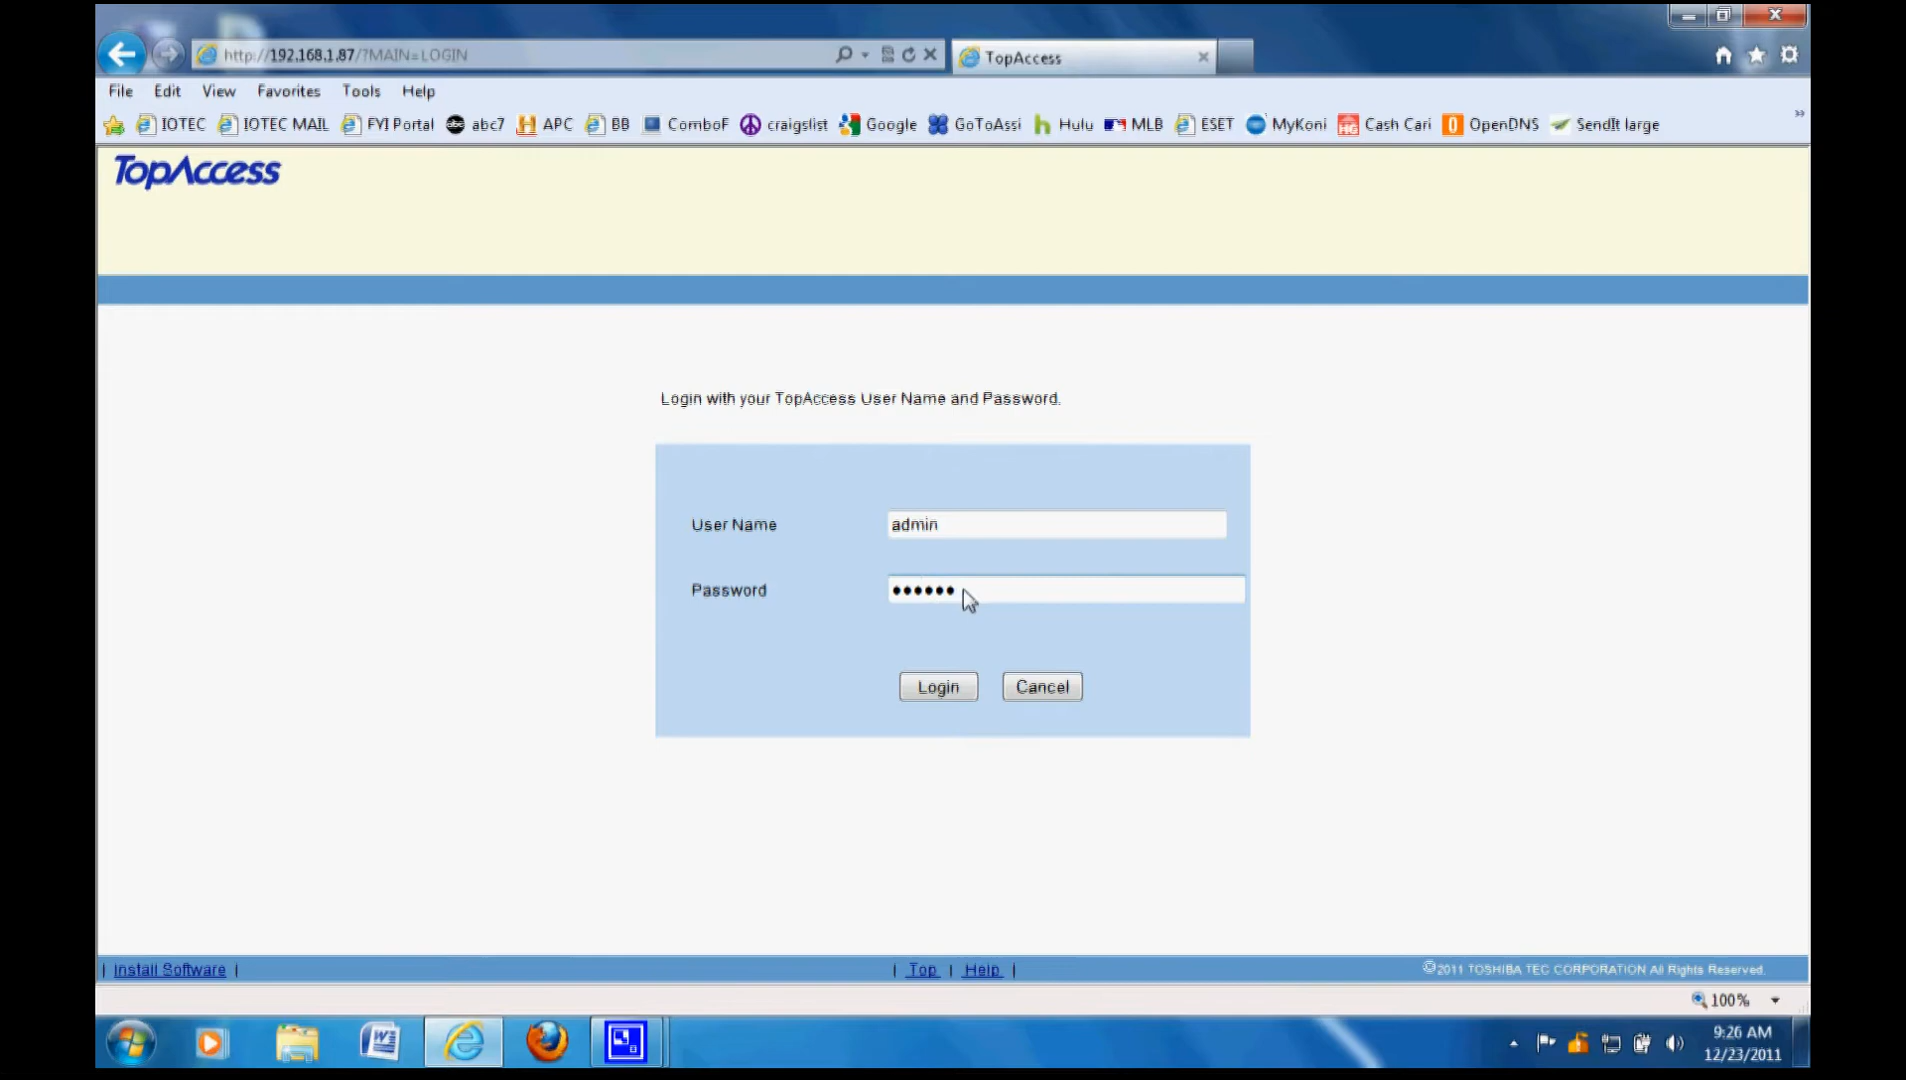 http://192.168.1.87/?MAIN=LOGIN
TopAccess
File Edit View Favorites Tools Help
IOTEC IOTEC MAIL FYI Portal abc7 APC BB ComboF craigslist Google GoToAssi Hulu MLB ESET MyKoni Cash Cari OpenDNS SendIt large
TopAccess
Login with your TopAccess User Name and Password.
User Name admin
Password ••••••
Login Cancel
| Install Software | | Top | Help | ©2011 TOSHIBA TEC CORPORATION All Rights Reserved.
100%
9:26 AM
12/23/2011